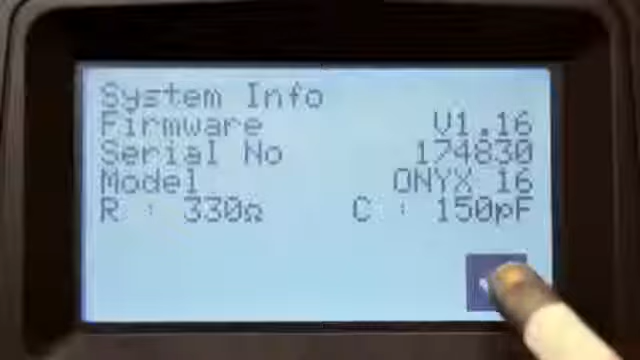 System Info
Firmware V1.16
Serial No 174830
Model ONYX 16
R : 330Ω C : 150pF